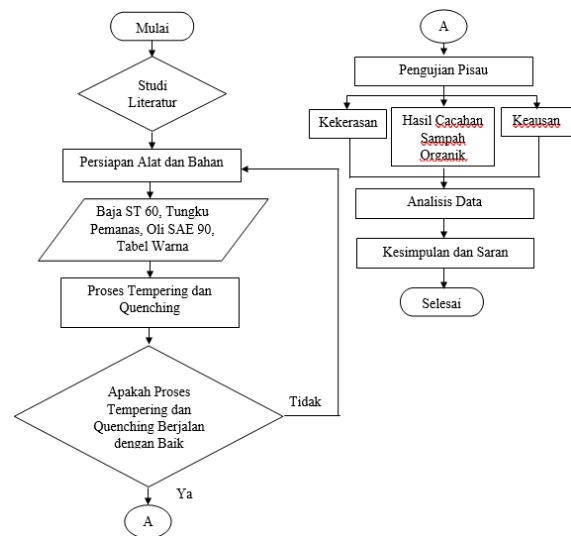 Mulai
Studi
Literatur
Persiapan Alat dan Bahan
Baja ST 60, Tungku
Pemanas, Oli SAE 90,
Tabel Warna
Proses Tempering dan
Quenching
Apakah Proses
Tempering dan
Quenching Berjalan
dengan Baik
Tidak
Ya
A
A
Pengujian Pisau
Kekerasan
Hasil Cacahan
Sampah
Organik
Keausan
Analisis Data
Kesimpulan dan Saran
Selesai